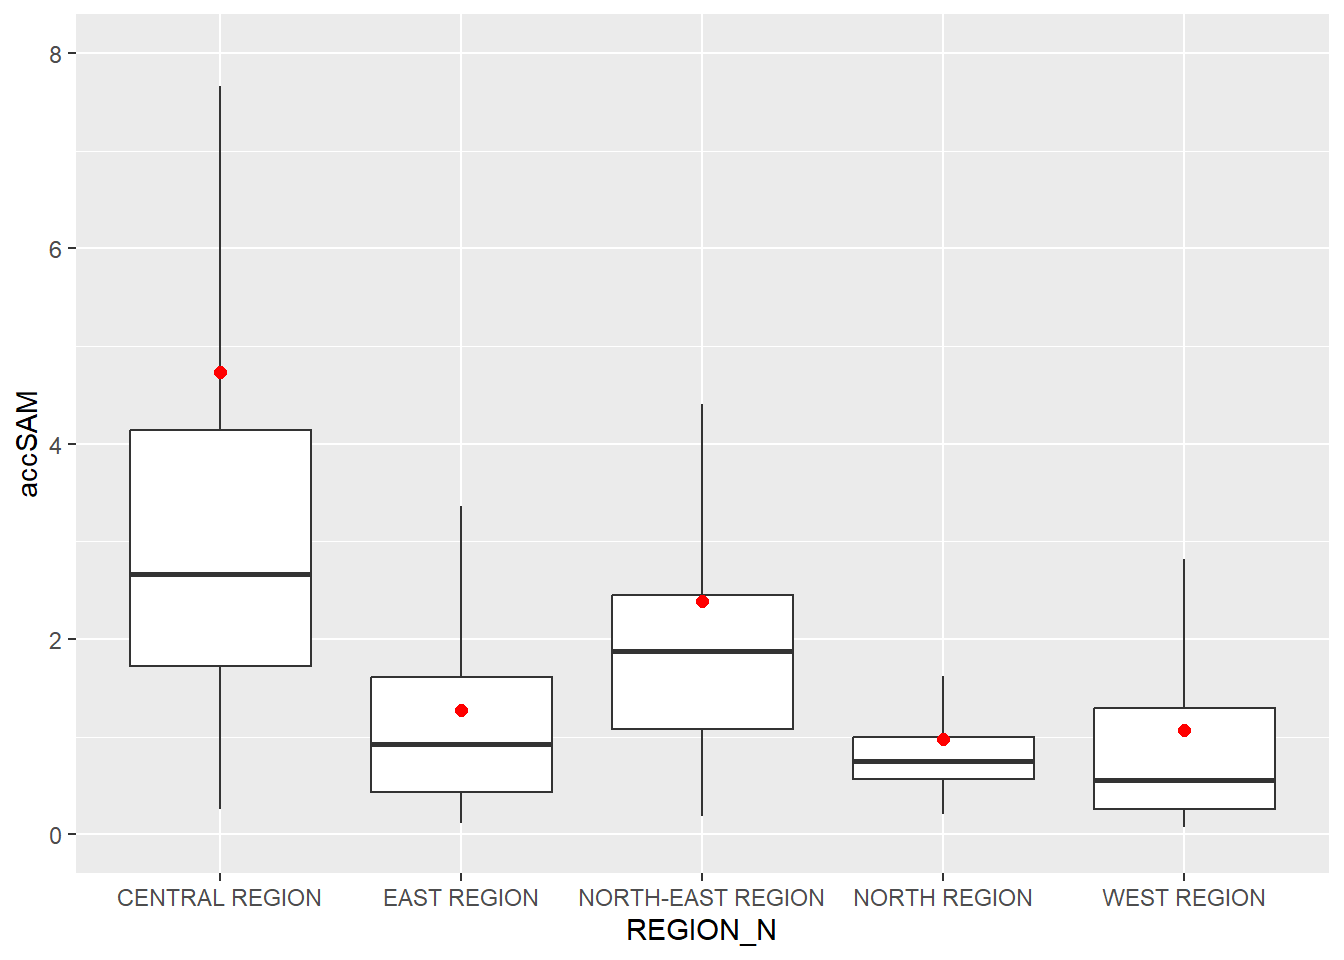 8
6
4
2
0
accSAM
CENTRAL REGION EAST REGION NORTH-EAST REGION NORTH REGION WEST REGION
REGION_N